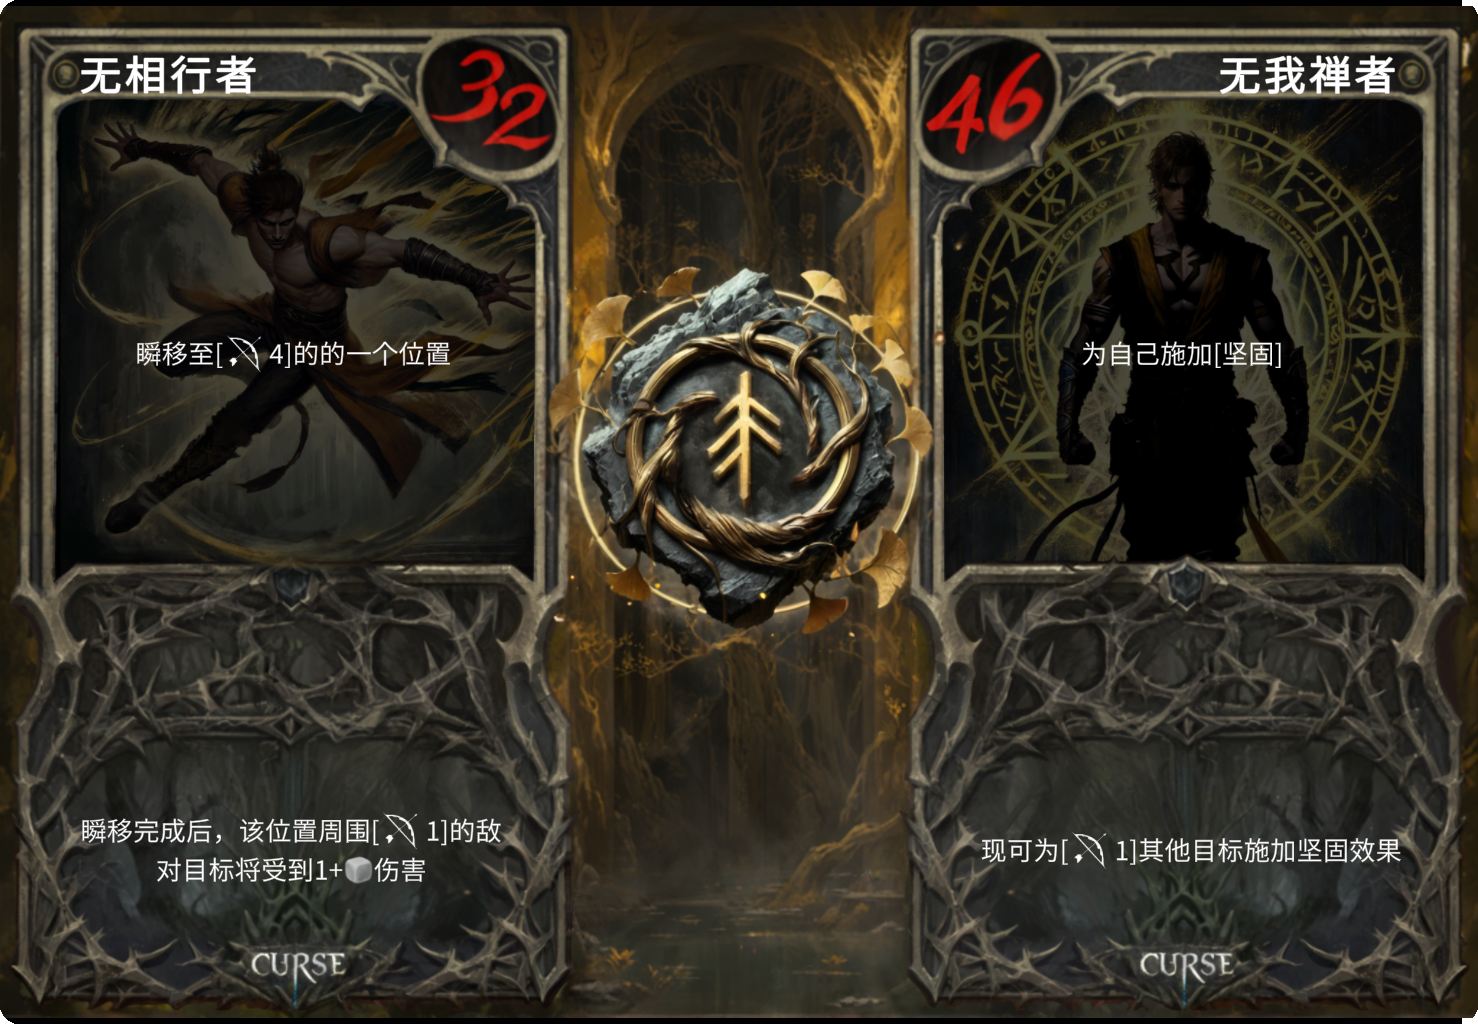 无相行者
32
瞬移至[ 4]的的一个位置
瞬移完成后，该位置周围[ 1]的敌
对目标将受到1+伤害
CURSE
46
无我禅者
为自己施加[坚固]
现可为[ 1]其他目标施加坚固效果
CURSE